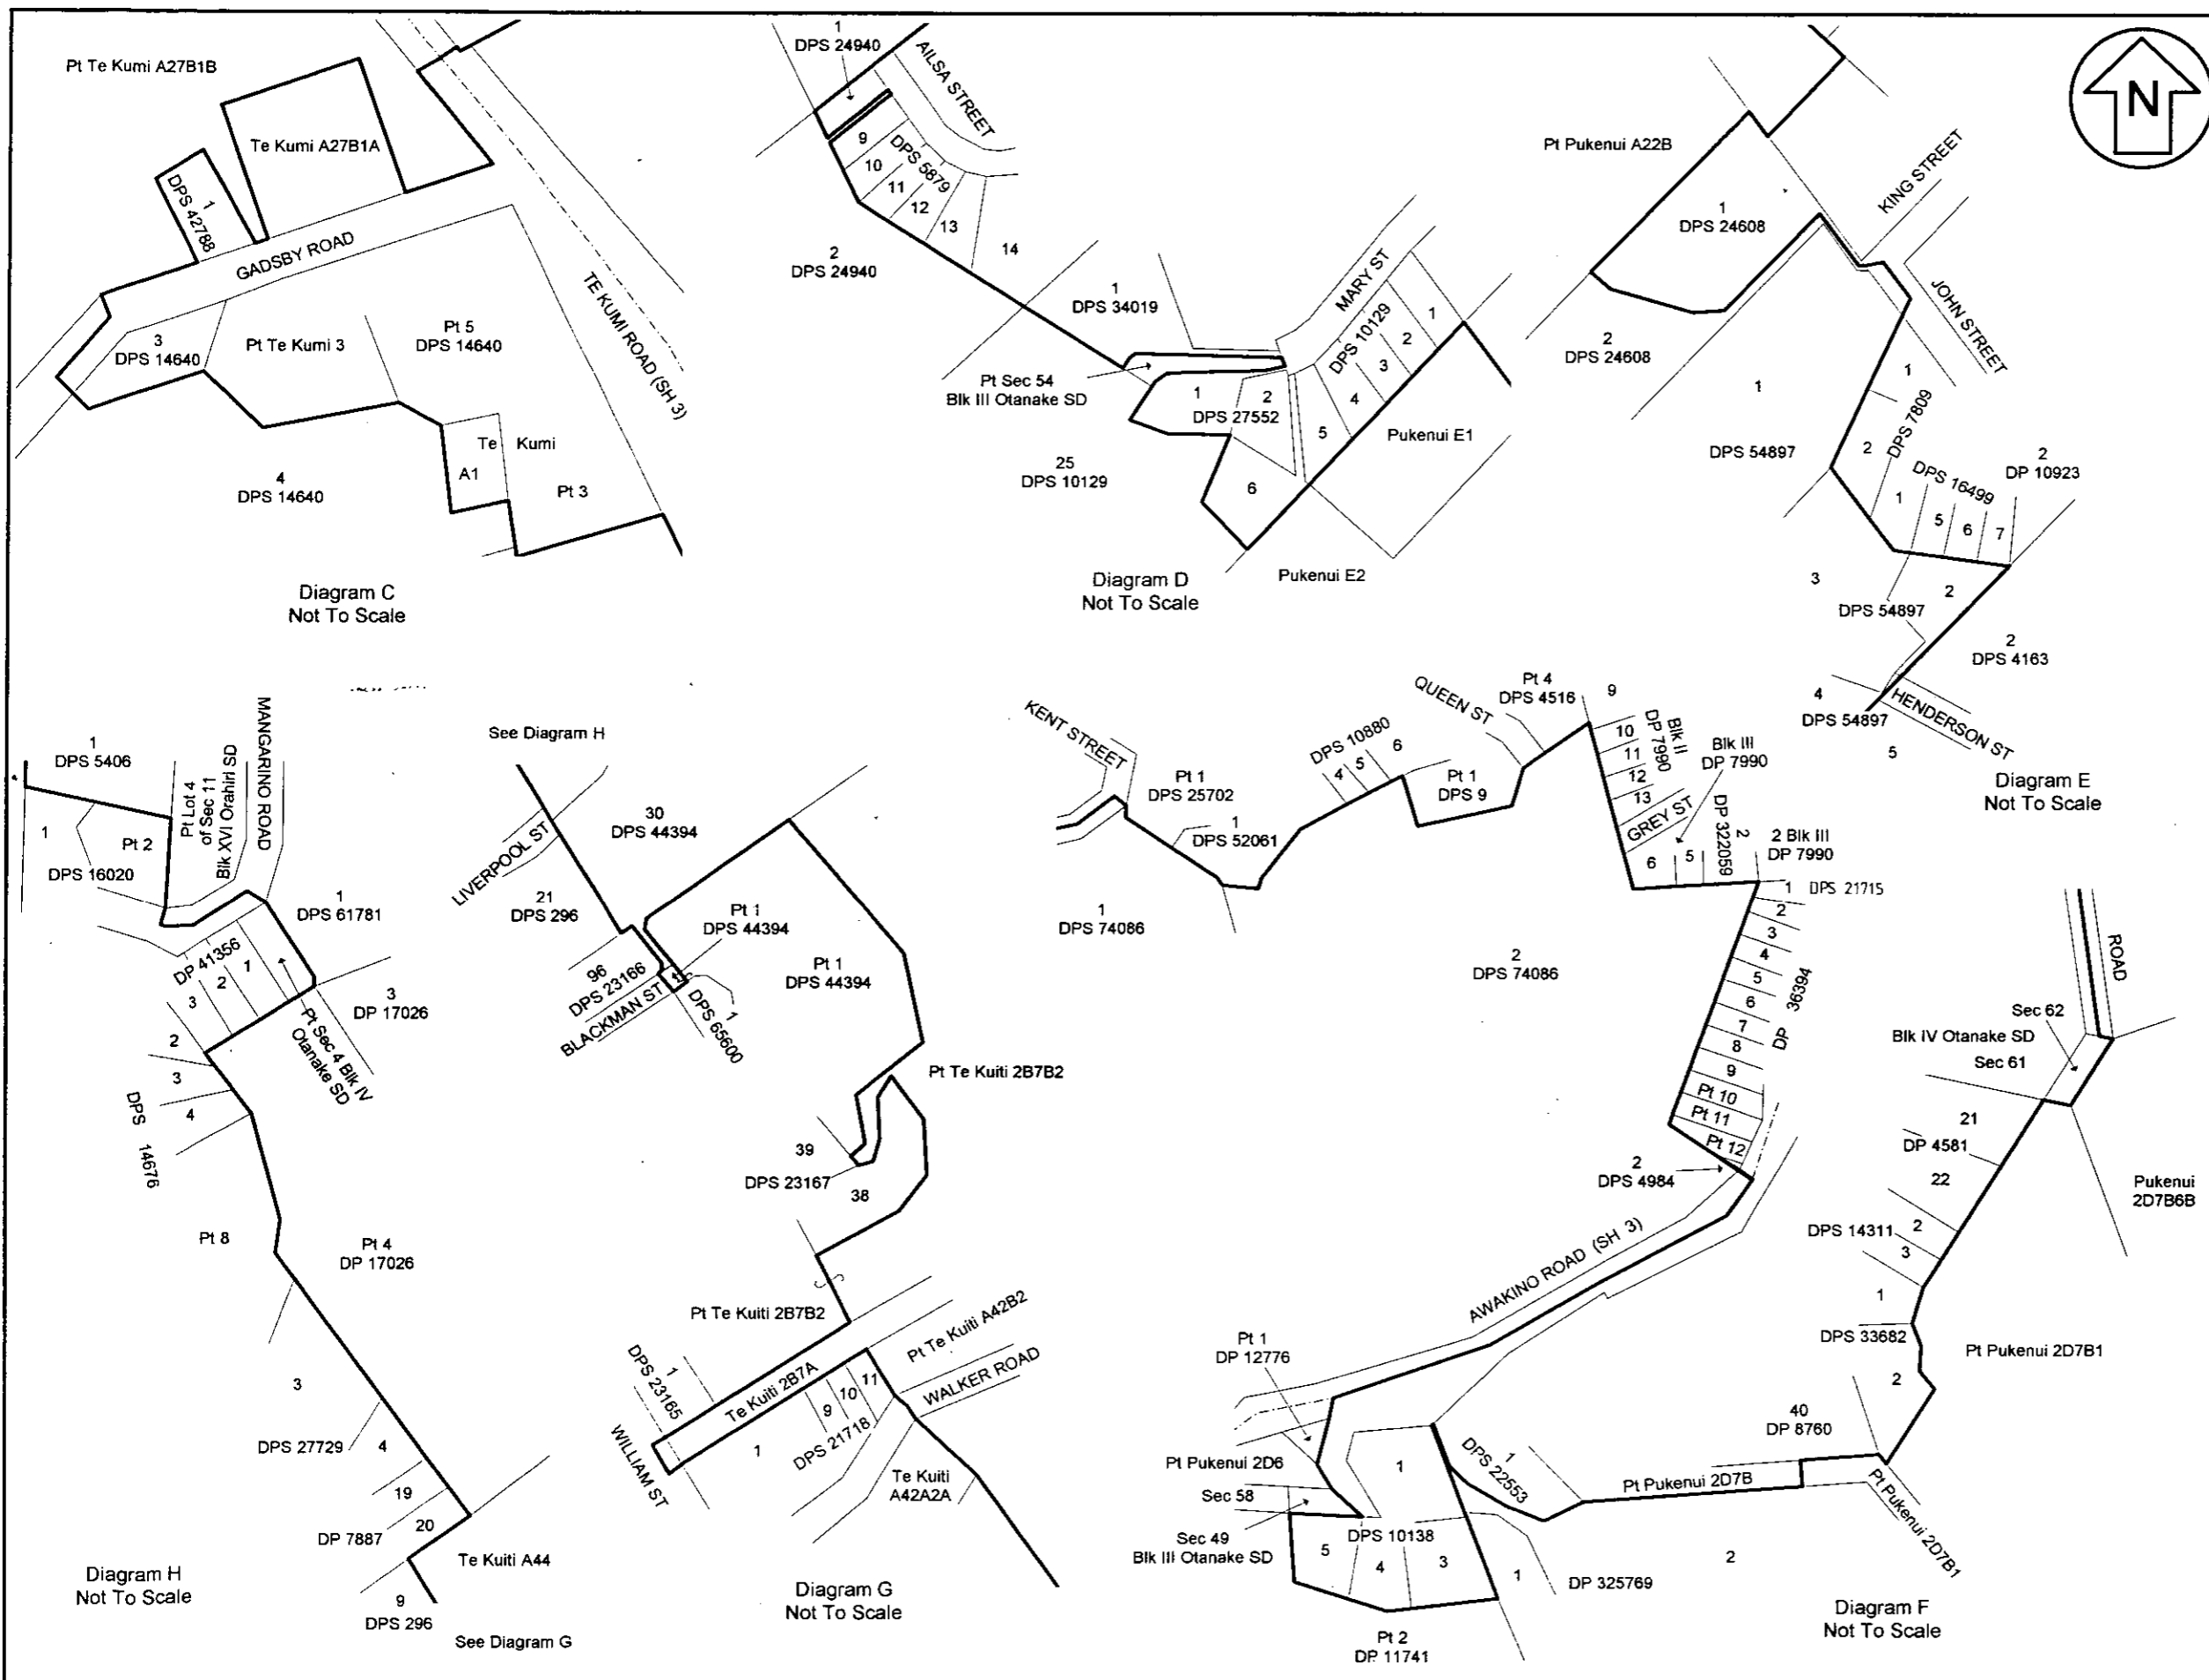 Pt Te Kumi A27B1B
Te Kumi A27B1A
1
DPS 42788
GADSBY ROAD
TE KUMI ROAD (SH 3)
3
DPS 14640
Pt Te Kumi 3
Pt 5
DPS 14640
Te Kumi
A1
Pt 3
4
DPS 14640
Diagram C
Not To Scale
1
DPS 24940
AILSA STREET
9
10
11
12
13
14
DPS 5879
2
DPS 24940
1
DPS 34019
MARY ST
DPS 10129
1
2
3
4
5
6
Pt Sec 54
Blk III Otanake SD
1
2
DPS 27552
25
DPS 10129
Pukenui E1
Pukenui E2
Diagram D
Not To Scale
N
Pt Pukenui A22B
1
DPS 24608
KING STREET
JOHN STREET
2
DPS 24608
1
DPS 54897
1
2
DPS 7809
DPS 16499
1
5
6
7
2
DP 10923
3
2
DPS 54897
2
DPS 4163
4
DPS 54897
HENDERSON ST
5
Diagram E
Not To Scale
1
DPS 5406
1
Pt 2
DPS 16020
Pt Lot 4
of Sec 11
Blk XVI Orahiri SD
MANGARINO ROAD
1
DPS 61781
DP 41356
3
2
1
3
DP 17026
Pt Sec 4 Blk IV
Otanake SD
2
3
4
DPS 14676
Pt 8
Pt 4
DP 17026
3
DPS 27729
4
19
20
DP 7887
Te Kuiti A44
9
DPS 296
See Diagram G
Diagram H
Not To Scale
See Diagram H
LIVERPOOL ST
30
DPS 44394
21
DPS 296
Pt 1
DPS 44394
Pt 1
DPS 44394
96
DPS 23166
BLACKMAN ST
1
DPS 65600
Pt Te Kuiti 2B7B2
39
DPS 23167
38
Pt Te Kuiti 2B7B2
Pt Te Kuiti A42B2
1
DPS 23165
Te Kuiti 2B7A
WALKER ROAD
WILLIAM ST
1
9
10
11
DPS 21718
Te Kuiti
A42A2A
Diagram G
Not To Scale
KENT STREET
Pt 1
DPS 25702
1
DPS 52061
DPS 10880
4
5
6
QUEEN ST
Pt 1
DPS 9
Pt 4
DPS 4516
9
10
11
12
13
Blk II
DP 7990
GREY ST
Blk III
DP 7990
6
5
2
DP 322059
2 Blk III
DP 7990
1
DPS 74086
2
DPS 74086
1 DPS 21715
2
3
4
5
6
7
8
9
Pt 10
Pt 11
Pt 12
DP 36394
2
DPS 4984
AWAKINO ROAD (SH 3)
ROAD
Sec 62
Blk IV Otanake SD
Sec 61
21
DP 4581
22
Pukenui
2D7B6B
DPS 14311
2
3
1
DPS 33682
2
Pt Pukenui 2D7B1
40
DP 8760
Pt 1
DP 12776
Pt Pukenui 2D6
Sec 58
Sec 49
Blk III Otanake SD
1
DPS 10138
5
4
3
1
DPS 22553
Pt Pukenui 2D7B
Pt Pukenui 2D7B1
1
DP 325769
2
Pt 2
DP 11741
Diagram F
Not To Scale